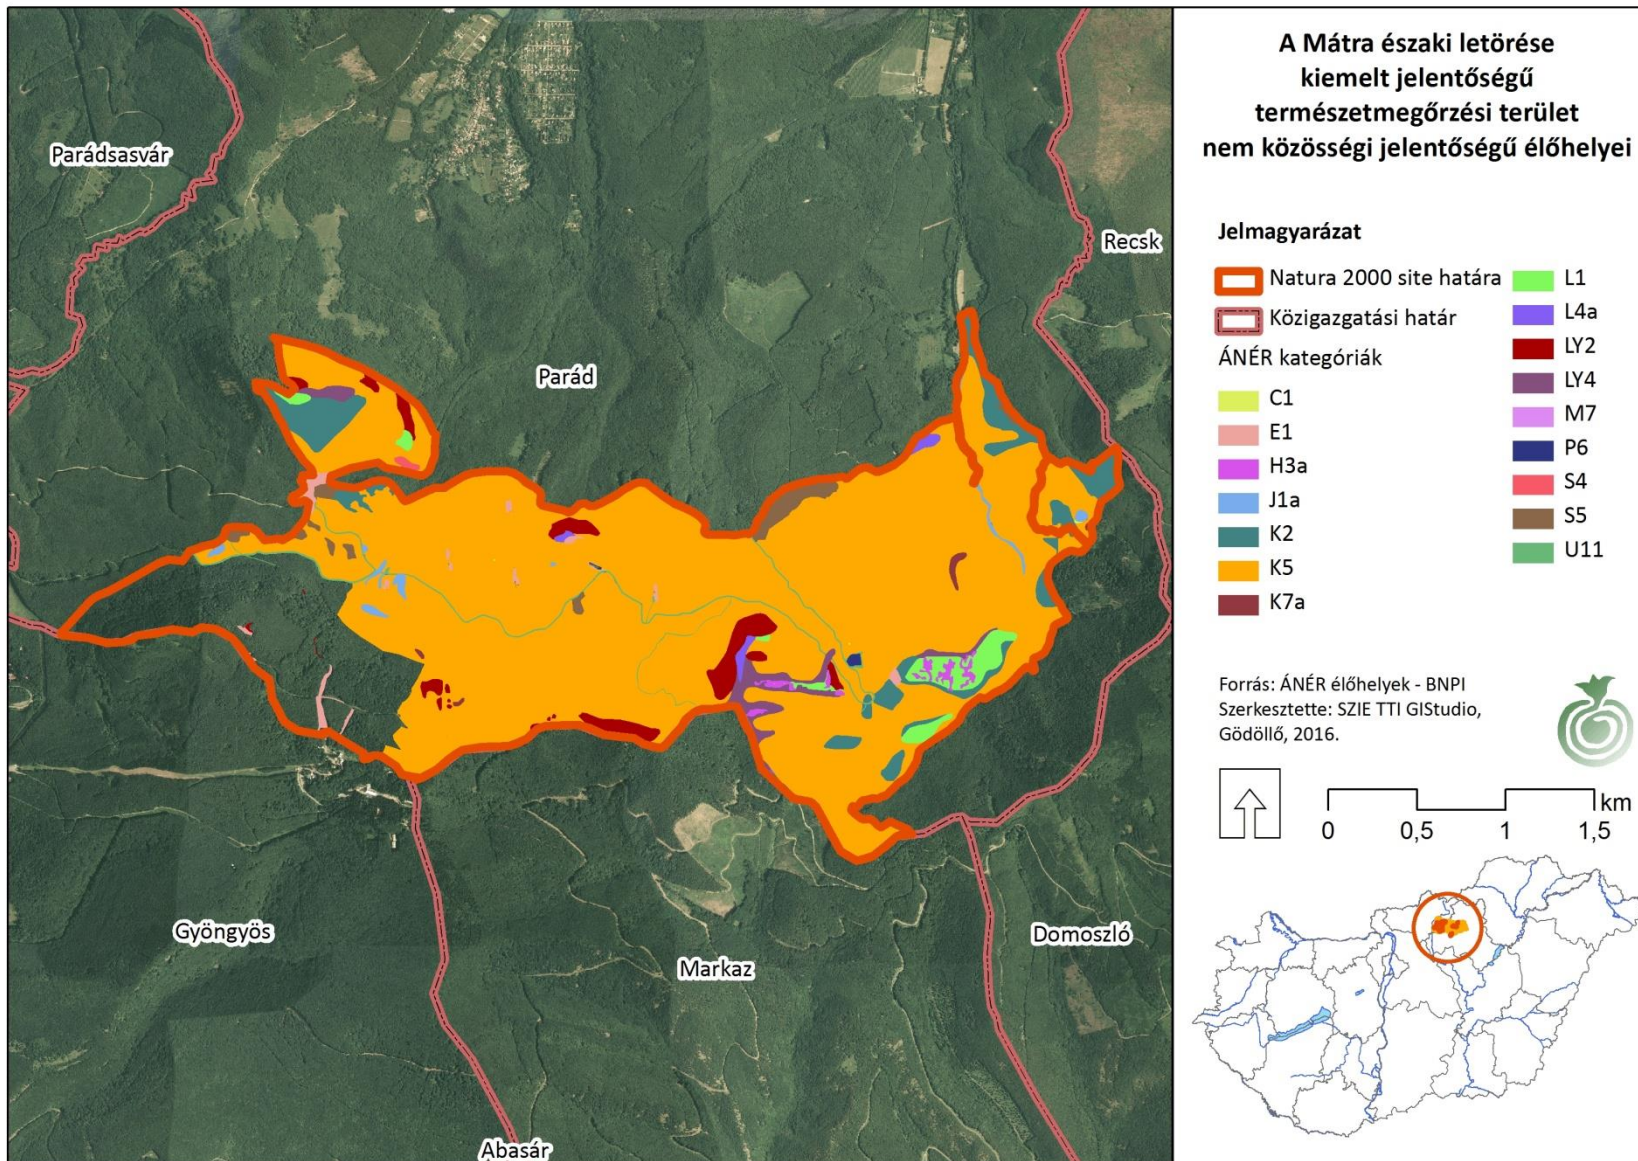 A Mátra északi letörése
kiemelt jelentőségű
természetmegőrzési terület
nem közösségi jelentőségű élőhelyei
Jelmagyarázat
Natura 2000 site határa
Közigazgatási határ
ÁNÉR kategóriák
C1
E1
H3a
J1a
K2
K5
K7a
L1
L4a
LY2
LY4
M7
P6
S4
S5
U11
Forrás: ÁNÉR élőhelyek - BNPI
Szerkesztette: SZIE TTI GIStudio,
Gödöllő, 2016.
km
0 0,5 1 1,5
Parádsasvár
Recsk
Parád
Gyöngyös
Markaz
Domoszló
Abasár